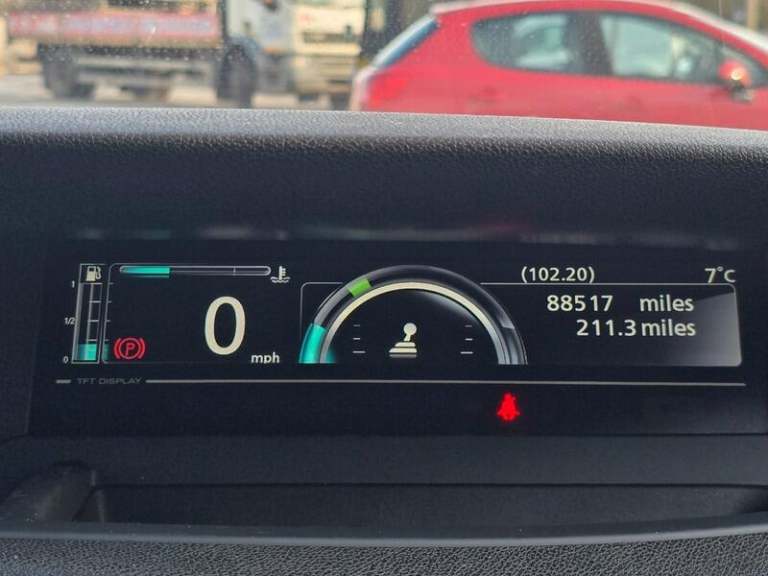 (102.20) 7°C
1
88517 miles
1/2
0 mph
211.3 miles
0
(P)
TFT DISPLAY